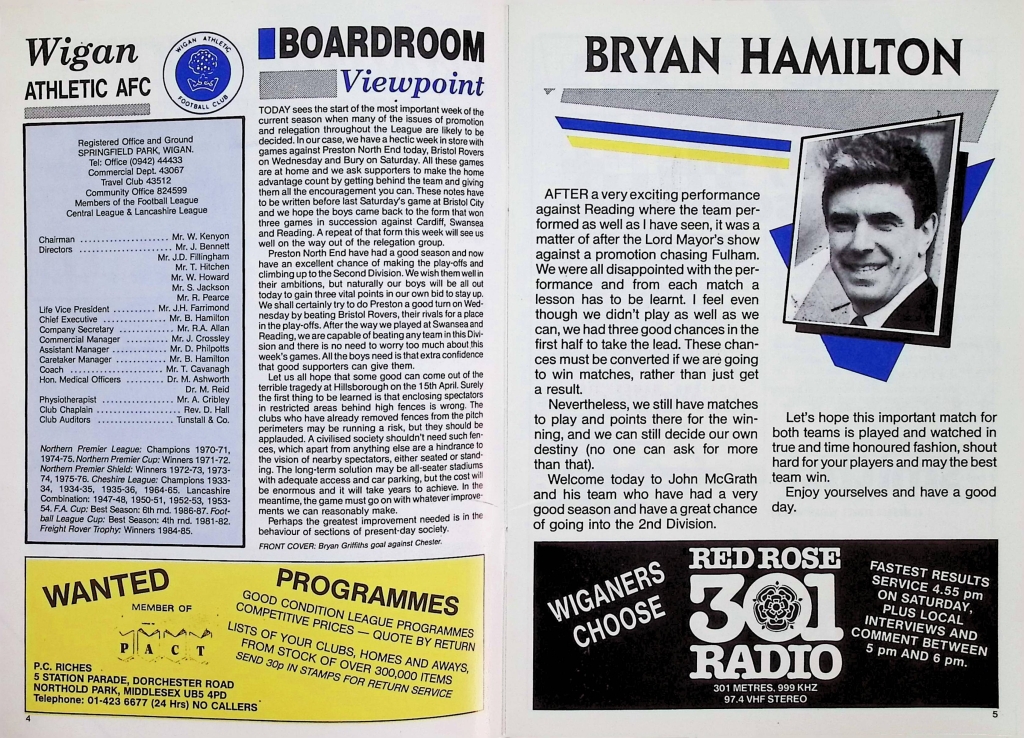 Wigan
ATHLETIC AFC
WIGAN ATHLETIC
FOOTBALL CLUB
Registered Office and Ground
SPRINGFIELD PARK, WIGAN.
Tel: Office (0942) 44433
Commercial Dept. 43067
Travel Club 43512
Community Office 824599
Members of the Football League
Central League & Lancashire League
Chairman .......................... Mr. W. Kenyon
Directors .......................... Mr. J. Bennett
Mr. J.D. Fillingham
Mr. T. Hitchen
Mr. W. Howard
Mr. S. Jackson
Mr. R. Pearce
Life Vice President ............ Mr. J.H. Farrimond
Chief Executive .................... Mr. B. Hamilton
Company Secretary .................. Mr. R.A. Allan
Commercial Manager ............... Mr. J. Crossley
Assistant Manager ................. Mr. D. Philpotts
Caretaker Manager ................ Mr. B. Hamilton
Coach ............................ Mr. T. Cavanagh
Hon. Medical Officers .......... Dr. M. Ashworth
Dr. M. Reid
Physiotherapist ..................... Mr. A. Cribley
Club Chaplain ........................ Rev. D. Hall
Club Auditors ..................... Tunstall & Co.
Northern Premier League: Champions 1970-71,
1974-75. Northern Premier Cup: Winners 1971-72.
Northern Premier Shield: Winners 1972-73, 1973-
74, 1975-76. Cheshire League: Champions 1933-
34, 1934-35, 1935-36, 1964-65. Lancashire
Combination: 1947-48, 1950-51, 1952-53, 1953-
54. F.A. Cup: Best Season: 6th rnd. 1986-87. Foot-
ball League Cup: Best Season: 4th rnd. 1981-82.
Freight Rover Trophy: Winners 1984-85.
BOARDROOM
Viewpoint
TODAY sees the start of the most important week of the
current season when many of the issues of promotion
and relegation throughout the League are likely to be
decided. In our case, we have a hectic week in store with
games against Preston North End today, Bristol Rovers
on Wednesday and Bury on Saturday. All these games
are at home and we ask supporters to make the home
advantage count by getting behind the team and giving
them all the encouragement you can. These notes have
to be written before last Saturday's game at Bristol City
and we hope the boys came back to the form that won
three games in succession against Cardiff, Swansea
and Reading. A repeat of that form this week will see us
well on the way out of the relegation group.
Preston North End have had a good season and now
have an excellent chance of making the play-offs and
climbing up to the Second Division. We wish them well in
their ambitions, but naturally our boys will be all out
today to gain three vital points in our own bid to stay up.
We shall certainly try to do Preston a good turn on Wed-
nesday by beating Bristol Rovers, their rivals for a place
in the play-offs. After the way we played at Swansea and
Reading, we are capable of beating any team in this Divi-
sion and there is no need to worry too much about this
week's games. All the boys need is that extra confidence
that good supporters can give them.
Let us all hope that some good can come out of the
terrible tragedy at Hillsborough on the 15th April. Surely
the first thing to be learned is that enclosing spectators
in restricted areas behind high fences is wrong. The
clubs who have already removed fences from the pitch
perimeters may be running a risk, but they should be
applauded. A civilised society shouldn't need such fen-
ces, which apart from anything else are a hindrance to
the vision of nearby spectators, either seated or stand-
ing. The long-term solution may be all-seater stadiums
with adequate access and car parking, but the cost will
be enormous and it will take years to achieve. In the
meantime, the game must go on with whatever improve-
ments we can reasonably make.
Perhaps the greatest improvement needed is in the
behaviour of sections of present-day society.
FRONT COVER: Bryan Griffiths goal against Chester.
WANTED
MEMBER OF
PACT
P.C. RICHES
5 STATION PARADE, DORCHESTER ROAD
NORTHOLD PARK, MIDDLESEX UB5 4PD
Telephone: 01-423 6677 (24 Hrs) NO CALLERS
PROGRAMMES
GOOD CONDITION LEAGUE PROGRAMMES
COMPETITIVE PRICES — QUOTE BY RETURN
LISTS OF YOUR CLUBS, HOMES AND AWAYS,
FROM STOCK OF OVER 300,000 ITEMS
SEND 30p IN STAMPS FOR RETURN SERVICE
4
BRYAN HAMILTON
AFTER a very exciting performance
against Reading where the team per-
formed as well as I have seen, it was a
matter of after the Lord Mayor's show
against a promotion chasing Fulham.
We were all disappointed with the per-
formance and from each match a
lesson has to be learnt. I feel even
though we didn't play as well as we
can, we had three good chances in the
first half to take the lead. These chan-
ces must be converted if we are going
to win matches, rather than just get
a result.
Nevertheless, we still have matches
to play and points there for the win-
ning, and we can still decide our own
destiny (no one can ask for more
than that).
Welcome today to John McGrath
and his team who have had a very
good season and have a great chance
of going into the 2nd Division.
Let's hope this important match for
both teams is played and watched in
true and time honoured fashion, shout
hard for your players and may the best
team win.
Enjoy yourselves and have a good
day.
WIGANERS
CHOOSE
RED ROSE
301
RADIO
301 METRES. 999 KHZ
97.4 VHF STEREO
FASTEST RESULTS
SERVICE 4.55 pm
ON SATURDAY,
PLUS LOCAL
INTERVIEWS AND
COMMENT BETWEEN
5 pm AND 6 pm.
5